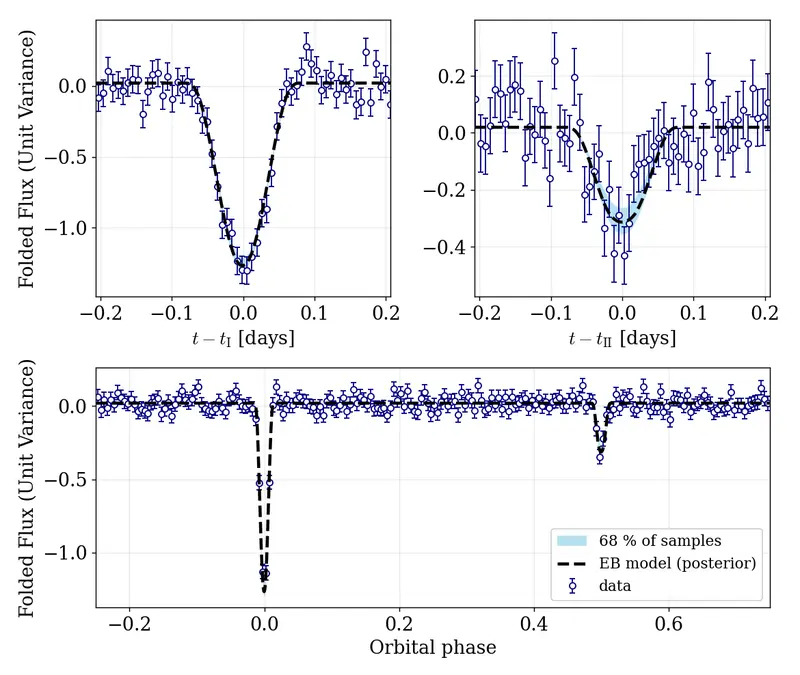 Folded Flux (Unit Variance)
0.0
−0.5
−1.0
−0.2 −0.1 0.0 0.1 0.2
t − tI [days]
0.2
0.0
−0.2
−0.4
−0.2 −0.1 0.0 0.1 0.2
t − tII [days]
Folded Flux (Unit Variance)
0.0
−0.5
−1.0
68 % of samples
EB model (posterior)
data
−0.2 0.0 0.2 0.4 0.6
Orbital phase